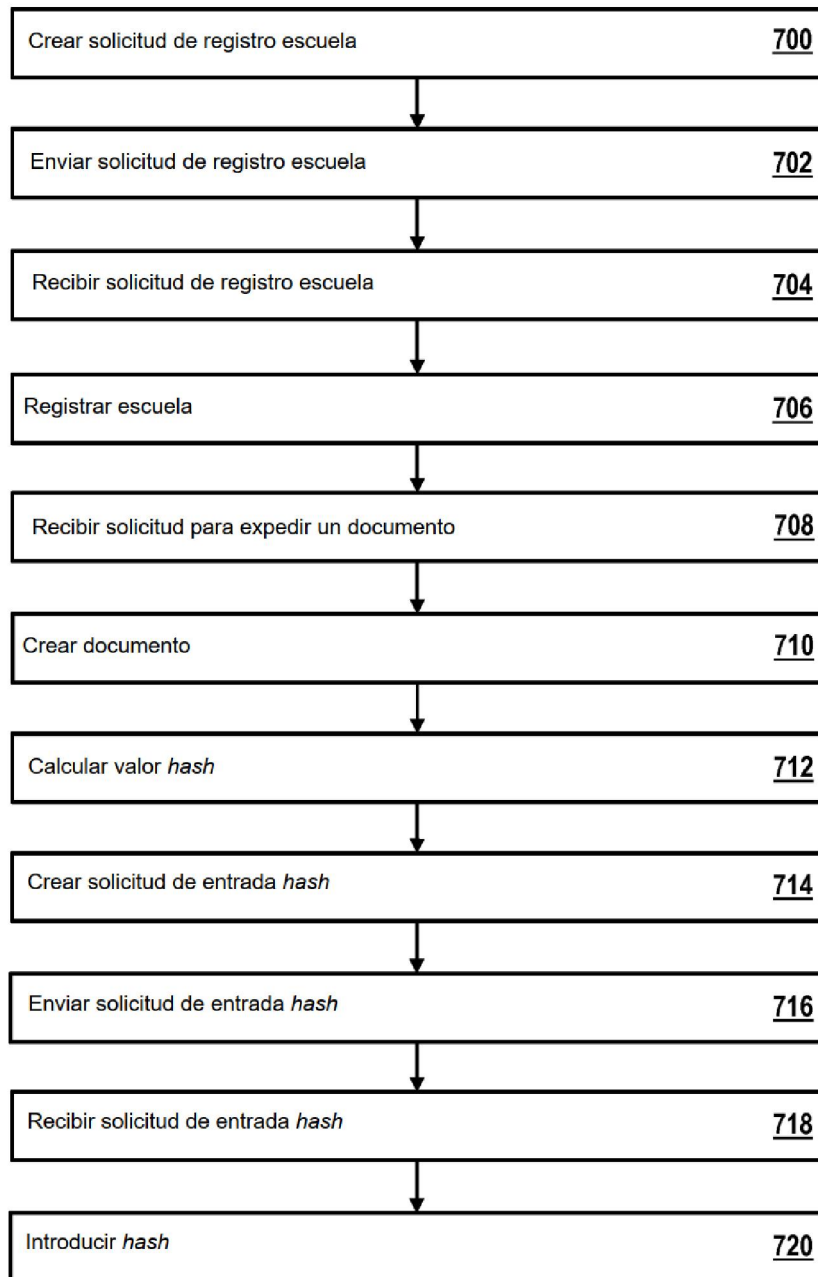 Crear solicitud de registro escuela 700
Enviar solicitud de registro escuela 702
Recibir solicitud de registro escuela 704
Registrar escuela 706
Recibir solicitud para expedir un documento 708
Crear documento 710
Calcular valor hash 712
Crear solicitud de entrada hash 714
Enviar solicitud de entrada hash 716
Recibir solicitud de entrada hash 718
Introducir hash 720